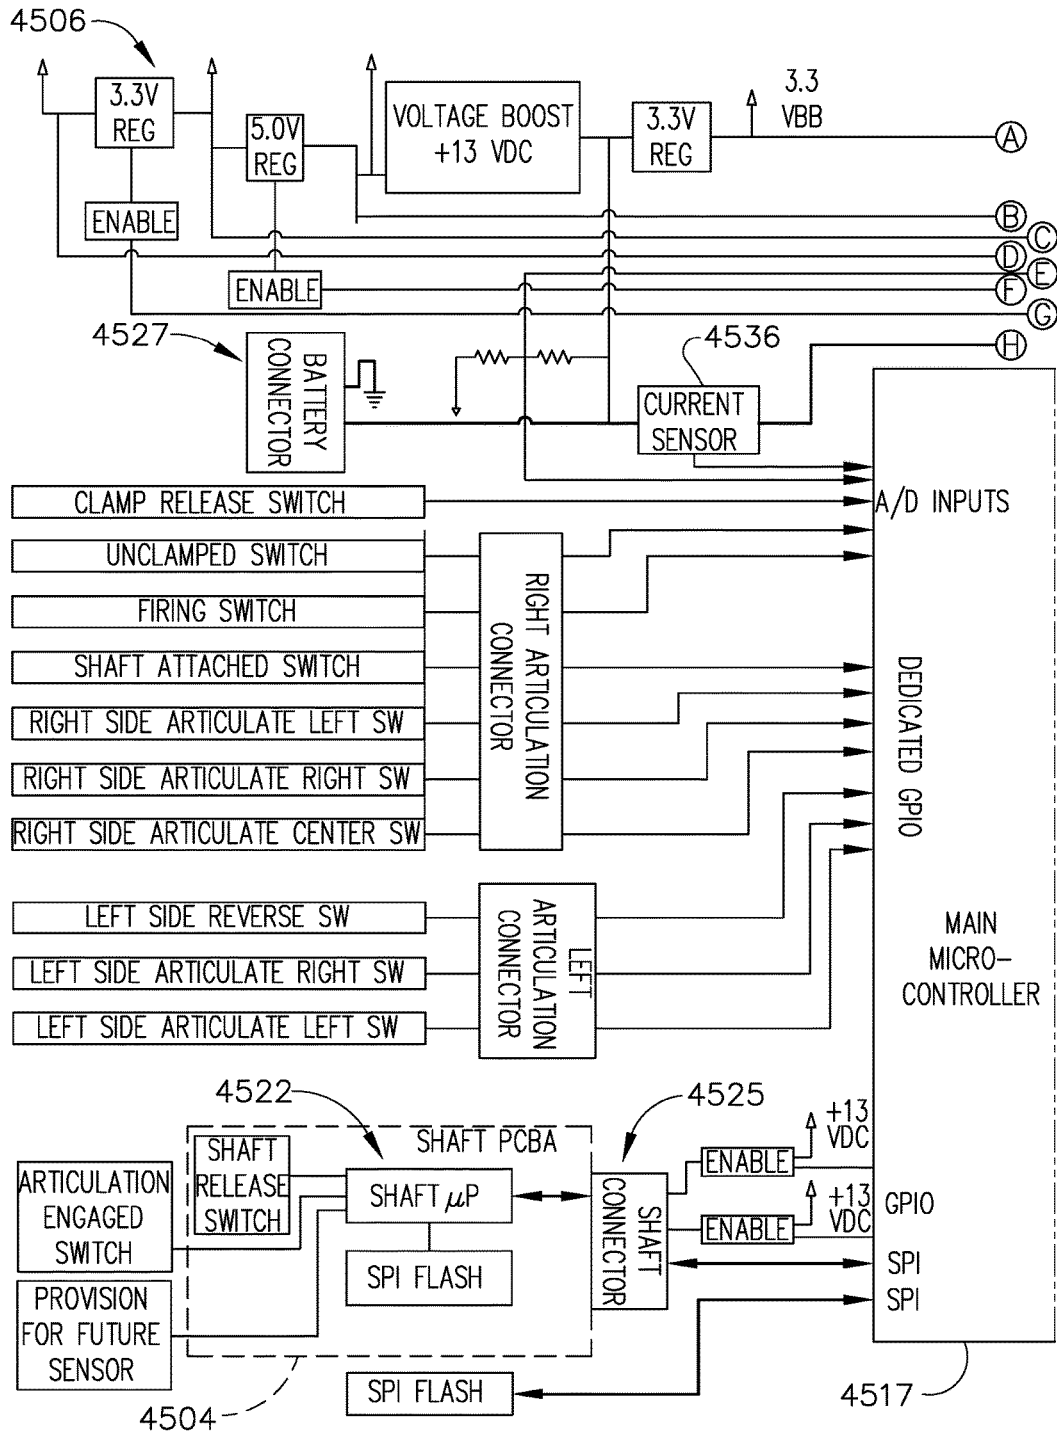 4506
3.3V
REG
5.0V
REG
VOLTAGE BOOST
+13 VDC
3.3V
REG
3.3
VBB
A
ENABLE
B
C
D
E
ENABLE
F
G
4527
BATTERY
CONNECTOR
4536
H
CURRENT
SENSOR
CLAMP RELEASE SWITCH
A/D INPUTS
UNCLAMPED SWITCH
FIRING SWITCH
SHAFT ATTACHED SWITCH
RIGHT SIDE ARTICULATE LEFT SW
RIGHT SIDE ARTICULATE RIGHT SW
RIGHT SIDE ARTICULATE CENTER SW
RIGHT ARTICULATION
CONNECTOR
DEDICATED GPIO
LEFT SIDE REVERSE SW
LEFT SIDE ARTICULATE RIGHT SW
LEFT SIDE ARTICULATE LEFT SW
LEFT
ARTICULATION
CONNECTOR
MAIN
MICRO-
CONTROLLER
4522
4525
SHAFT PCBA
SHAFT
RELEASE
SWITCH
ARTICULATION
ENGAGED
SWITCH
SHAFT μP
SPI FLASH
SHAFT
CONNECTOR
ENABLE
+13
VDC
ENABLE
+13
VDC
GPIO
SPI
SPI
PROVISION
FOR FUTURE
SENSOR
SPI FLASH
4504
4517